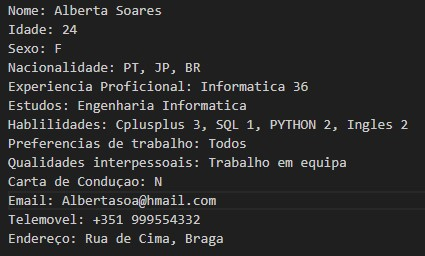 Nome: Alberta Soares
Idade: 24
Sexo: F
Nacionalidade: PT, JP, BR
Experiencia Proficional: Informatica 36
Estudos: Engenharia Informatica
Hablilidades: Cplusplus 3, SQL 1, PYTHON 2, Ingles 2
Preferencias de trabalho: Todos
Qualidades interpessoais: Trabalho em equipa
Carta de Conduçao: N
Email: Albertasoa@hmail.com
Telemovel: +351 999554332
Endereço: Rua de Cima, Braga